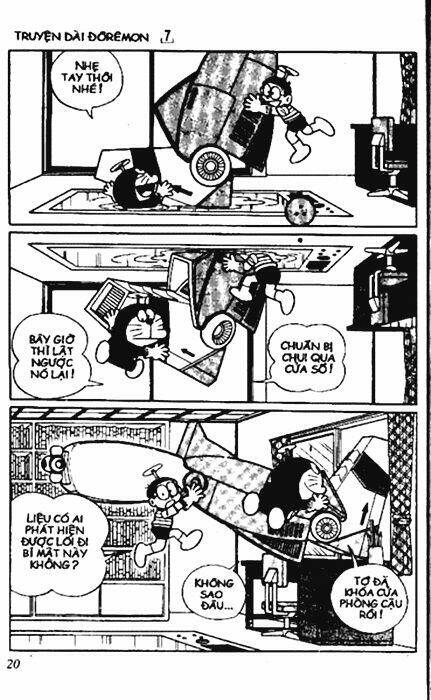 TRUYỆN DÀI ĐÔRÊMON 7
NHẸ
TAY THÔI
NHÉ!
BÂY GIỜ
THÌ LẬT
NGƯỢC
NÓ LẠI!
CHUẨN BỊ
CHUI QUA
CỬA SỔ!
LIỆU CÓ AI
PHÁT HIỆN
ĐƯỢC LỐI ĐI
BÍ MẬT NÀY
KHÔNG?
KHÔNG
SAO
ĐÂU...
TỚ ĐÃ
KHÓA CỬA
PHÒNG CẬU
RỒI!
20